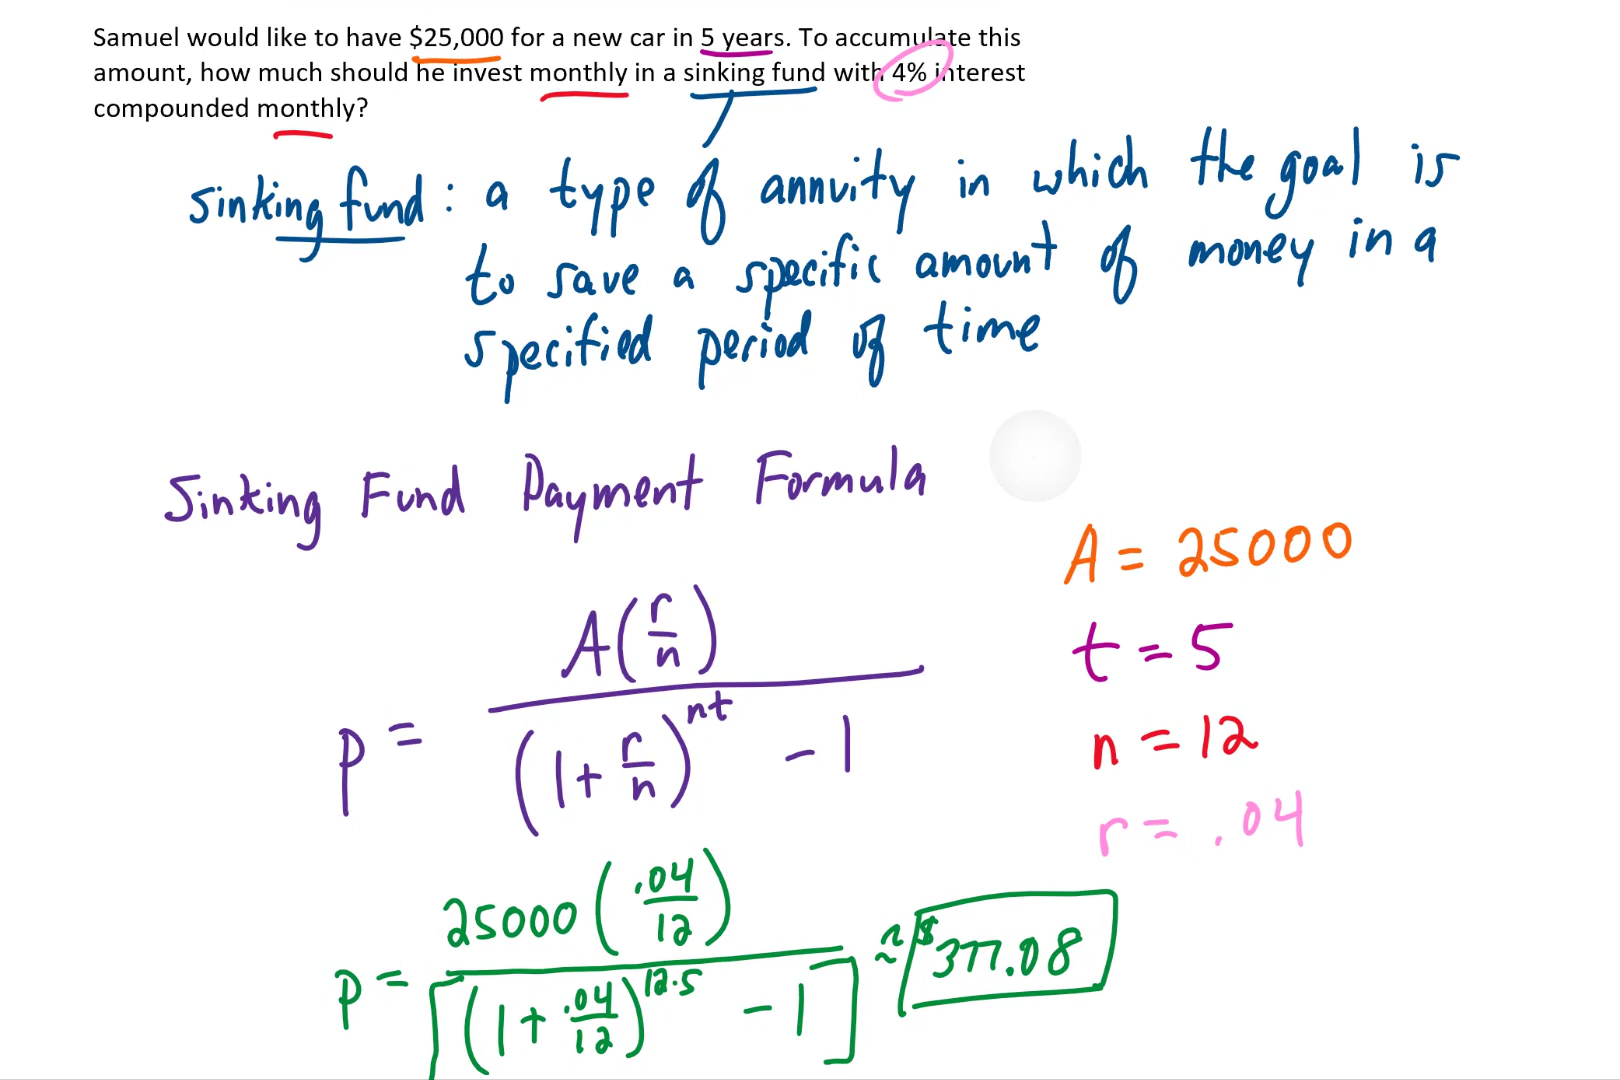 Samuel would like to have $25,000 for a new car in 5 years. To accumulate this
amount, how much should he invest monthly in a sinking fund with 4% interest
compounded monthly?
sinking fund: a type of annuity in which the goal is
to save a specific amount of money in a
specified period of time
Sinking Fund Payment Formula
A = 25000
t = 5
n = 12
r = .04
P = A(r/n) / (1 + r/n)^nt - 1
P = 25000(.04/12) / [(1 + .04/12)^12·5 - 1] ≈ $377.08